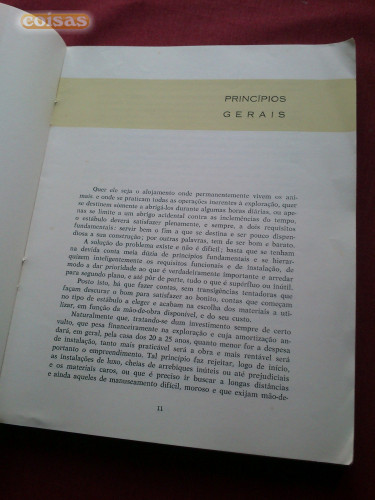 coisas
PRINCÍPIOS
GERAIS
Quer ele seja o alojamento onde permanentemente vivem os ani-
mais e onde se praticam todas as operações inerentes à exploração, quer
se destinem somente a abrigá-los durante algumas horas diárias, ou ape-
nas se limite o um abrigo acidental contra as inclemências do tempo,
o estábulo deverá satisfazer plenamente, e sempre, a dois requisitos
fundamentais: servir bem o fim a que se destina e ser pouco dispen-
diosa a sua construção; por outras palavras, tem de ser bom e barato.
A solução do problema existe e não é difícil: basta que se tenham
na devida conta meia dúzia de princípios fundamentais e se hierar-
quizem inteligentemente os requisitos funcionais e de instalação, de
modo a dar prioridade ao que é verdadeiramente importante e arredar
para segundo plano, e até pôr de parte, tudo o que é supérfluo ou inútil.
Posto isto, há que fazer contas, sem transigências tentadoras que
façam descurar o bom para satisfazer ao bonito, contas que começam
no tipo de estábulo a eleger e acabam na escolha dos materiais a uti-
lizar, em função da mão-de-obra disponível, e do seu custo.
Naturalmente que, tratando-se dum investimento sempre de certo
vulto, que pesa financeiramente na exploração e cuja amortização an-
dará, em geral, pela casa dos 20 a 25 anos, quanto menor for a despesa
de instalação, tanto mais praticável será a obra e mais rentável será
portanto o empreendimento. Tal princípio faz rejeitar, logo de início,
as instalações de luxo, cheias de arrebiques inúteis ou até prejudiciais
e os materiais caros, ou que é preciso ir buscar a longas distâncias
e ainda aqueles de manuseamento difícil, moroso e que exijam mão-de-
11